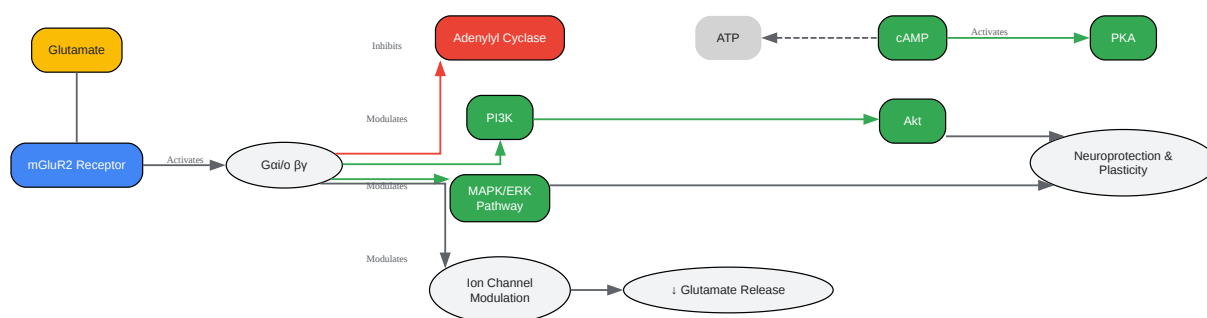 Glutamate
mGluR2 Receptor
Activates
Gαi/o βγ
Inhibits
Adenylyl Cyclase
ATP
cAMP
Activates
PKA
Modulates
PI3K
Akt
Neuroprotection &
Plasticity
Modulates
MAPK/ERK
Pathway
Modulates
Ion Channel
Modulation
↓ Glutamate Release